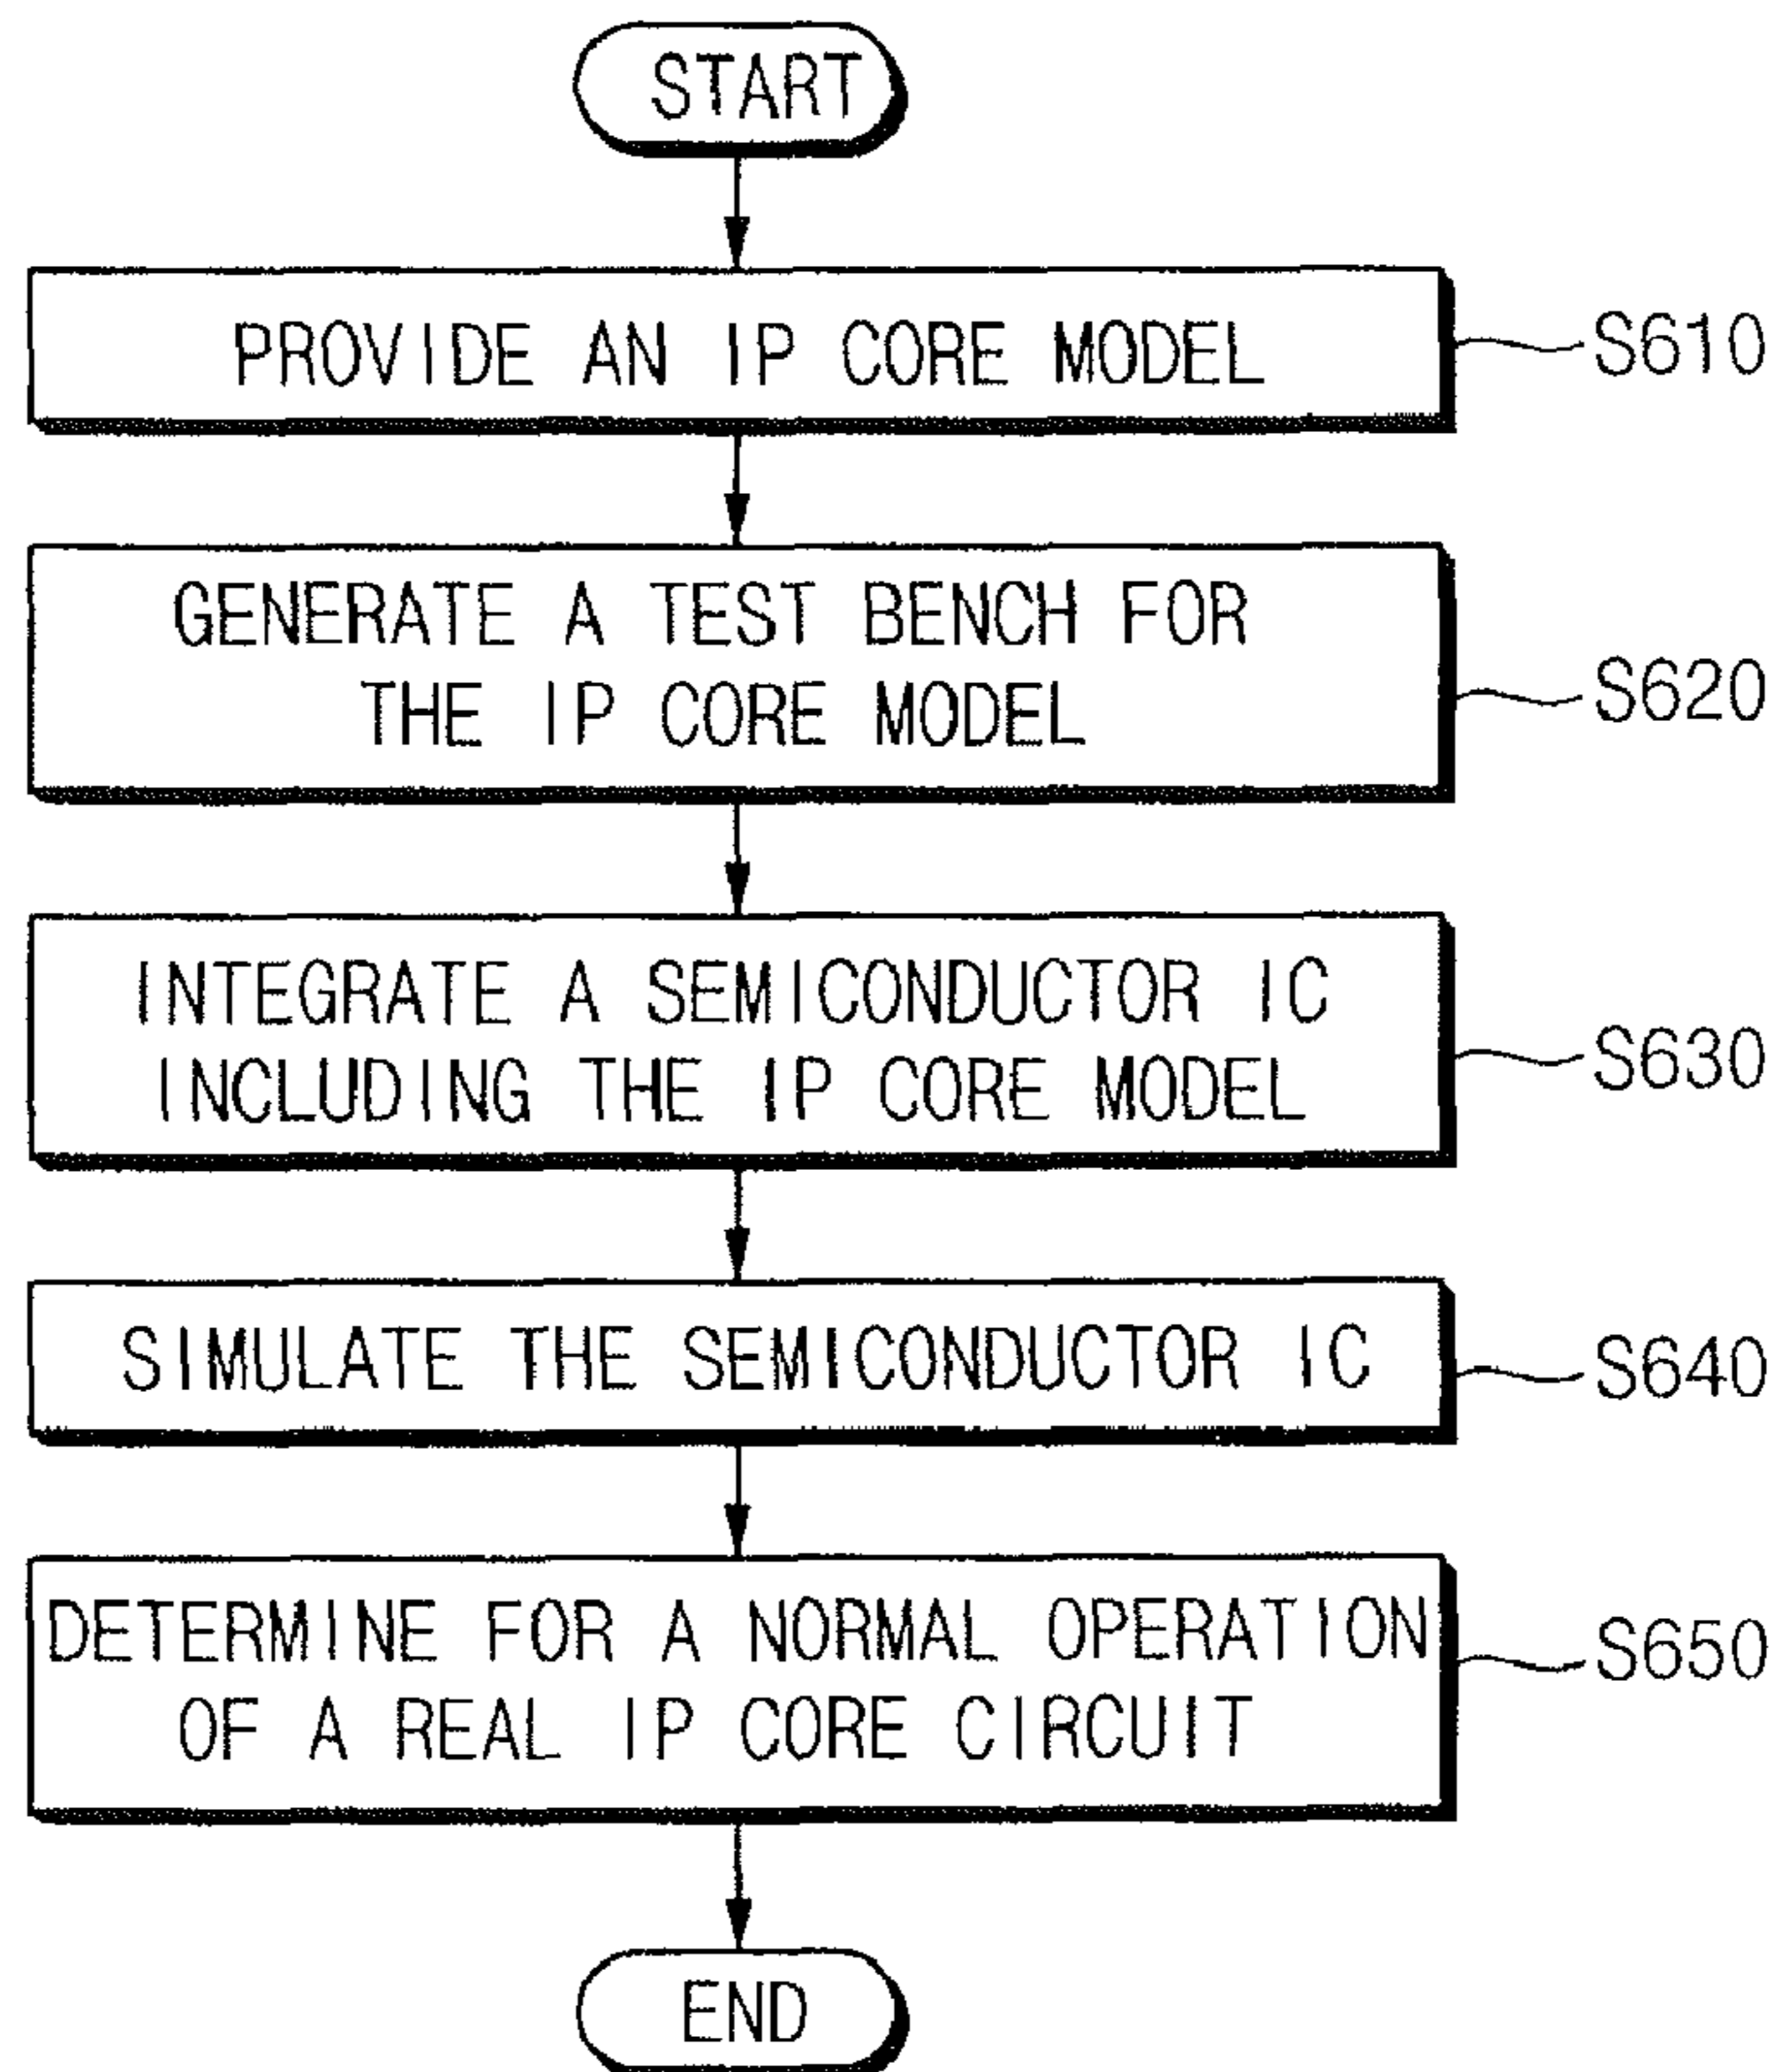 START
PROVIDE AN IP CORE MODEL
S610
GENERATE A TEST BENCH FOR
THE IP CORE MODEL
S620
INTEGRATE A SEMICONDUCTOR IC
INCLUDING THE IP CORE MODEL
S630
SIMULATE THE SEMICONDUCTOR IC
S640
DETERMINE FOR A NORMAL OPERATION
OF A REAL IP CORE CIRCUIT
S650
END